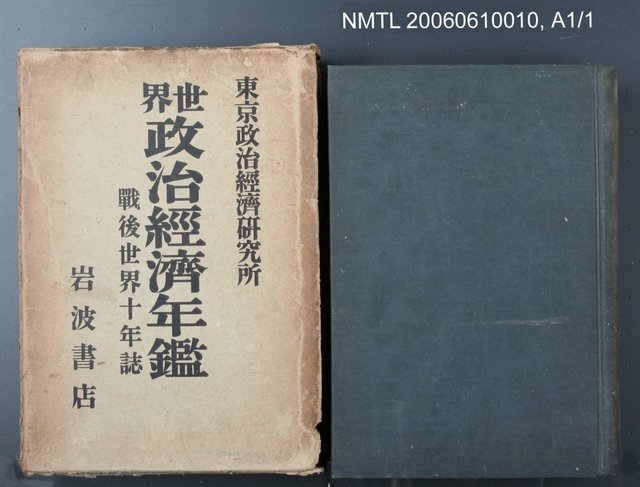 NMTL 20060610010, A1/1
東京政治經濟研究所
世界
政治經濟年鑑
戰後世界十年誌
岩波書店